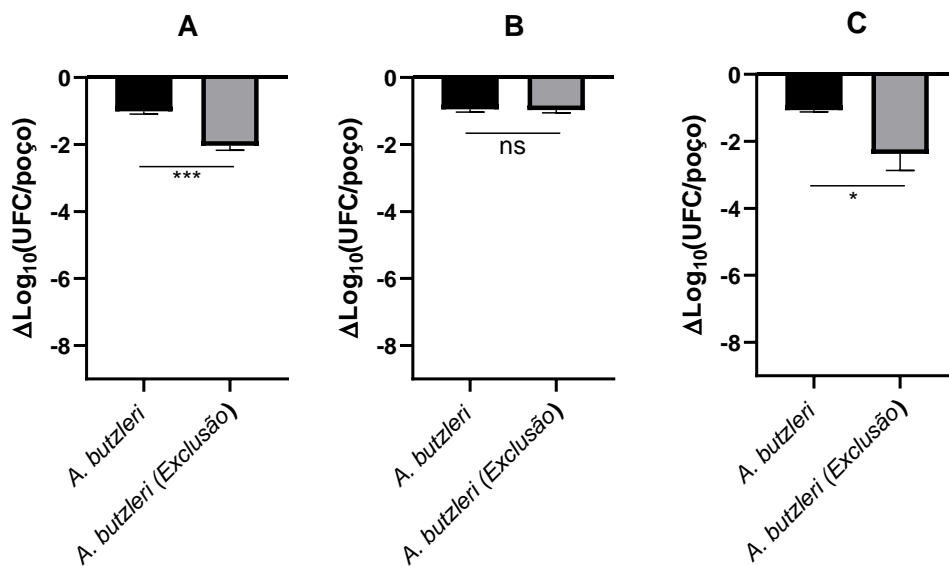 A
ΔLog10(UFC/poço)
0
-2
-4
-6
-8
***
A. butzleri
A. butzleri (Exclusão)
B
ΔLog10(UFC/poço)
0
-2
-4
-6
-8
ns
A. butzleri
A. butzleri (Exclusão)
C
ΔLog10(UFC/poço)
0
-2
-4
-6
-8
*
A. butzleri
A. butzleri (Exclusão)